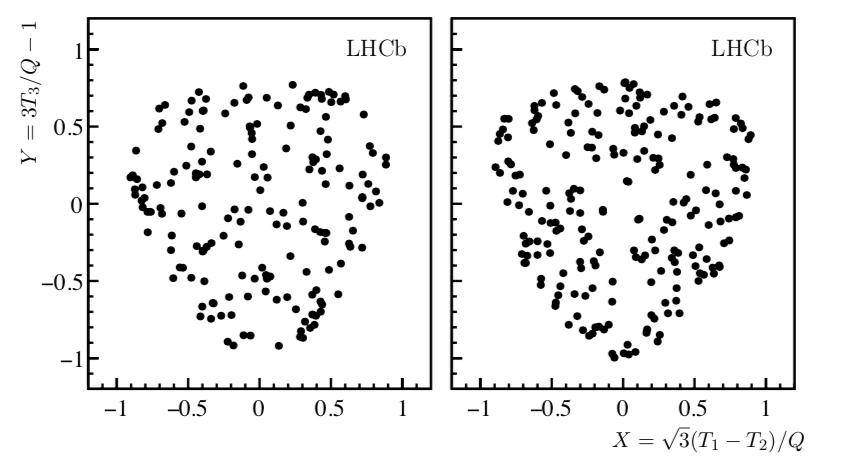 Y = 3T₃/Q − 1
LHCb LHCb
1
0.5
0
−0.5
−1
−1 −0.5 0 0.5 1 −1 −0.5 0 0.5 1
X = √3(T₁ − T₂)/Q